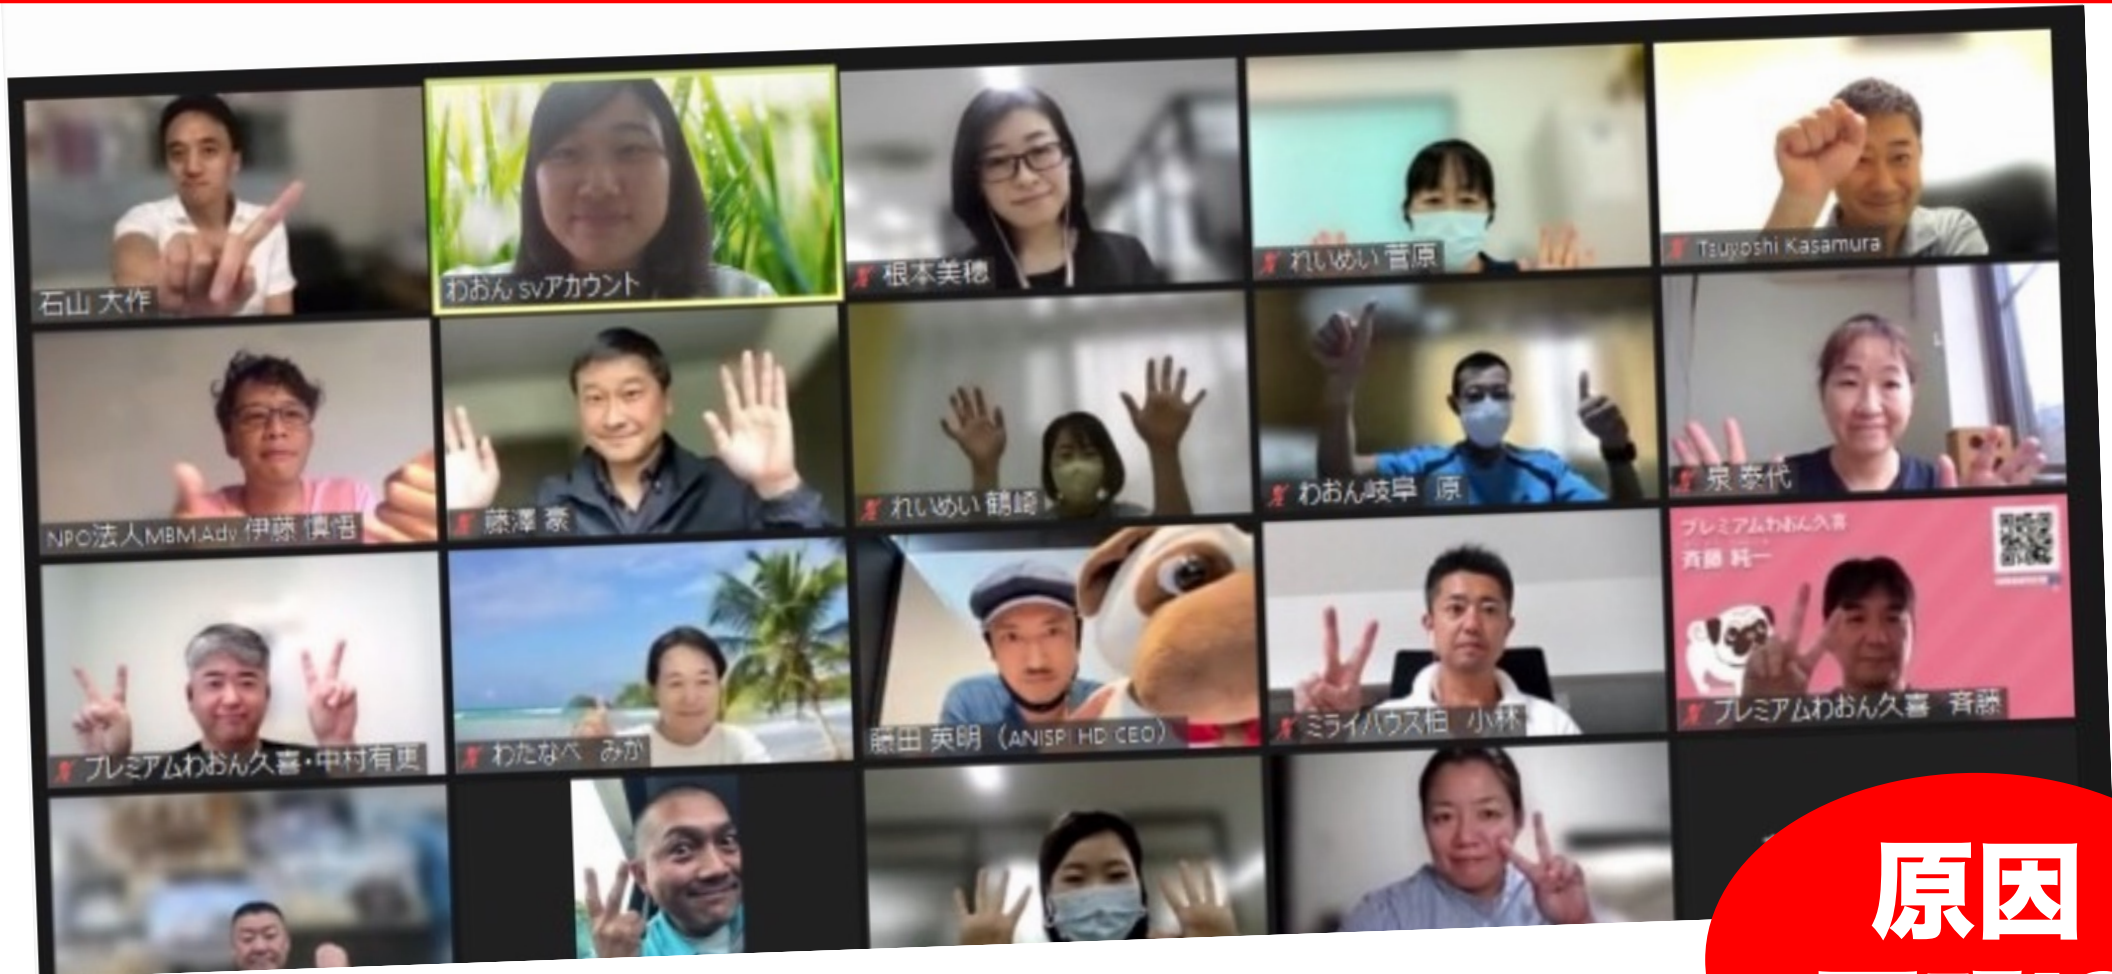 石山 大作
わおん svアカウント
根本美穂
れいめい 菅原
Tsuyoshi Kasamura
NPO法人MBM.Adv 伊藤 慎悟
藤澤 豪
れいめい 鶴崎
わおん岐阜 原
泉 泰代
プレミアムわおん久喜
斉藤 純一
プレミアムわおん久喜・中村有更
わたなべ みか
藤田 英明（ANISPI HD CEO）
ミライハウス柏 小林
プレミアムわおん久喜 斉藤
原因